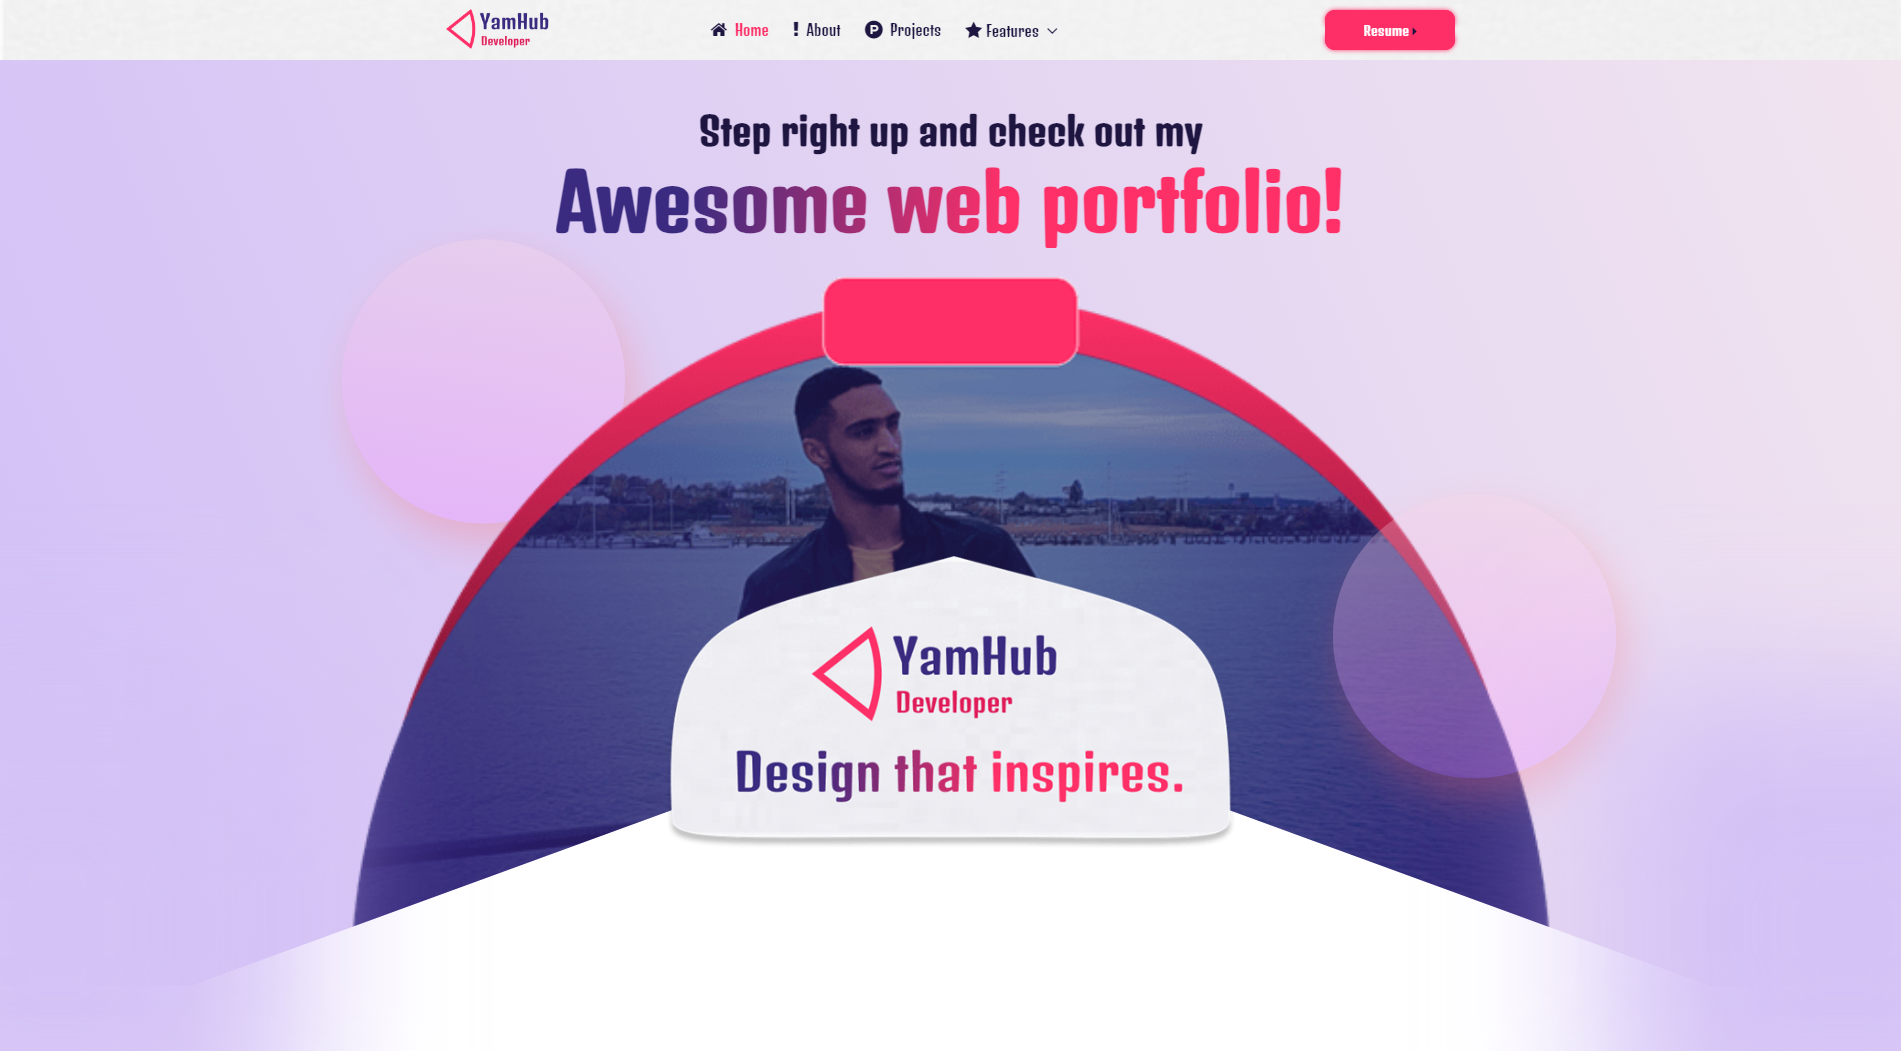 YamHub
Developer
Home
About
Projects
Features
Resume
Step right up and check out my
Awesome web portfolio!
YamHub
Developer
Design that inspires.